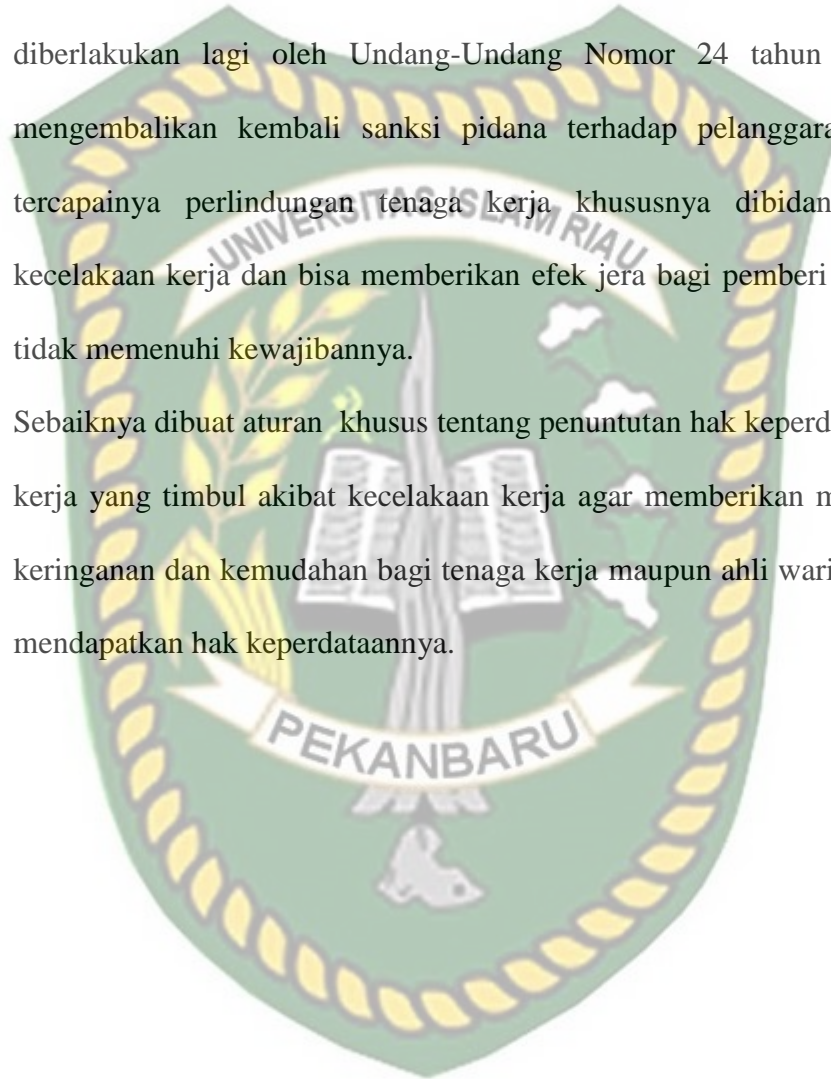 diberlakukan lagi oleh Undang-Undang Nomor 24 tahun
mengembalikan kembali sanksi pidana terhadap pelanggara
tercapainya perlindungan tenaga kerja khususnya dibidan
UNIVERSITAS ISLAM RIAU
kecelakaan kerja dan bisa memberikan efek jera bagi pemberi
tidak memenuhi kewajibannya.
Sebaiknya dibuat aturan khusus tentang penuntutan hak keperd
kerja yang timbul akibat kecelakaan kerja agar memberikan m
keringanan dan kemudahan bagi tenaga kerja maupun ahli wari
mendapatkan hak keperdataannya.
PEKANBARU